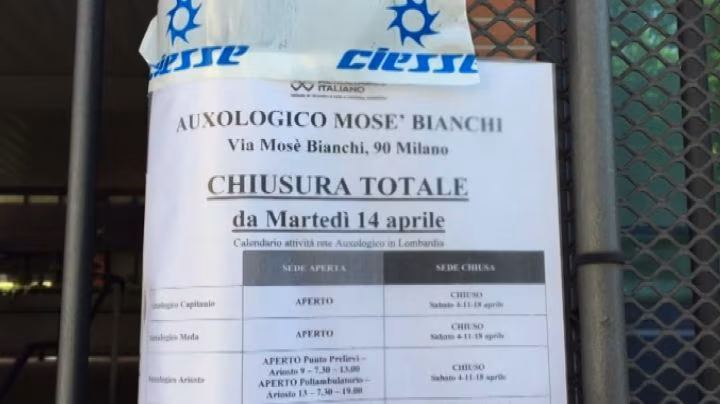 ciesse ciesse
ITALIANO
AUXOLOGICO MOSE' BIANCHI
Via Mosè Bianchi, 90 Milano
CHIUSURA TOTALE
da Martedì 14 aprile
Calendario attività rete Auxologico in Lombardia
SEDE APERTA SEDE CHIUSA
Auxologico Capitanio APERTO CHIUSO
Sabato 4-11-18 aprile
Auxologico Meda APERTO CHIUSO
Sabato 4-11-18 aprile
Auxologico Ariosto APERTO Punto Prelievi – CHIUSO
Ariosto 9 – 7.30 – 13.00 Sabato 4-11-18 aprile
APERTO Poliambulatorio –
Ariosto 13 – 7.30 – 19.00